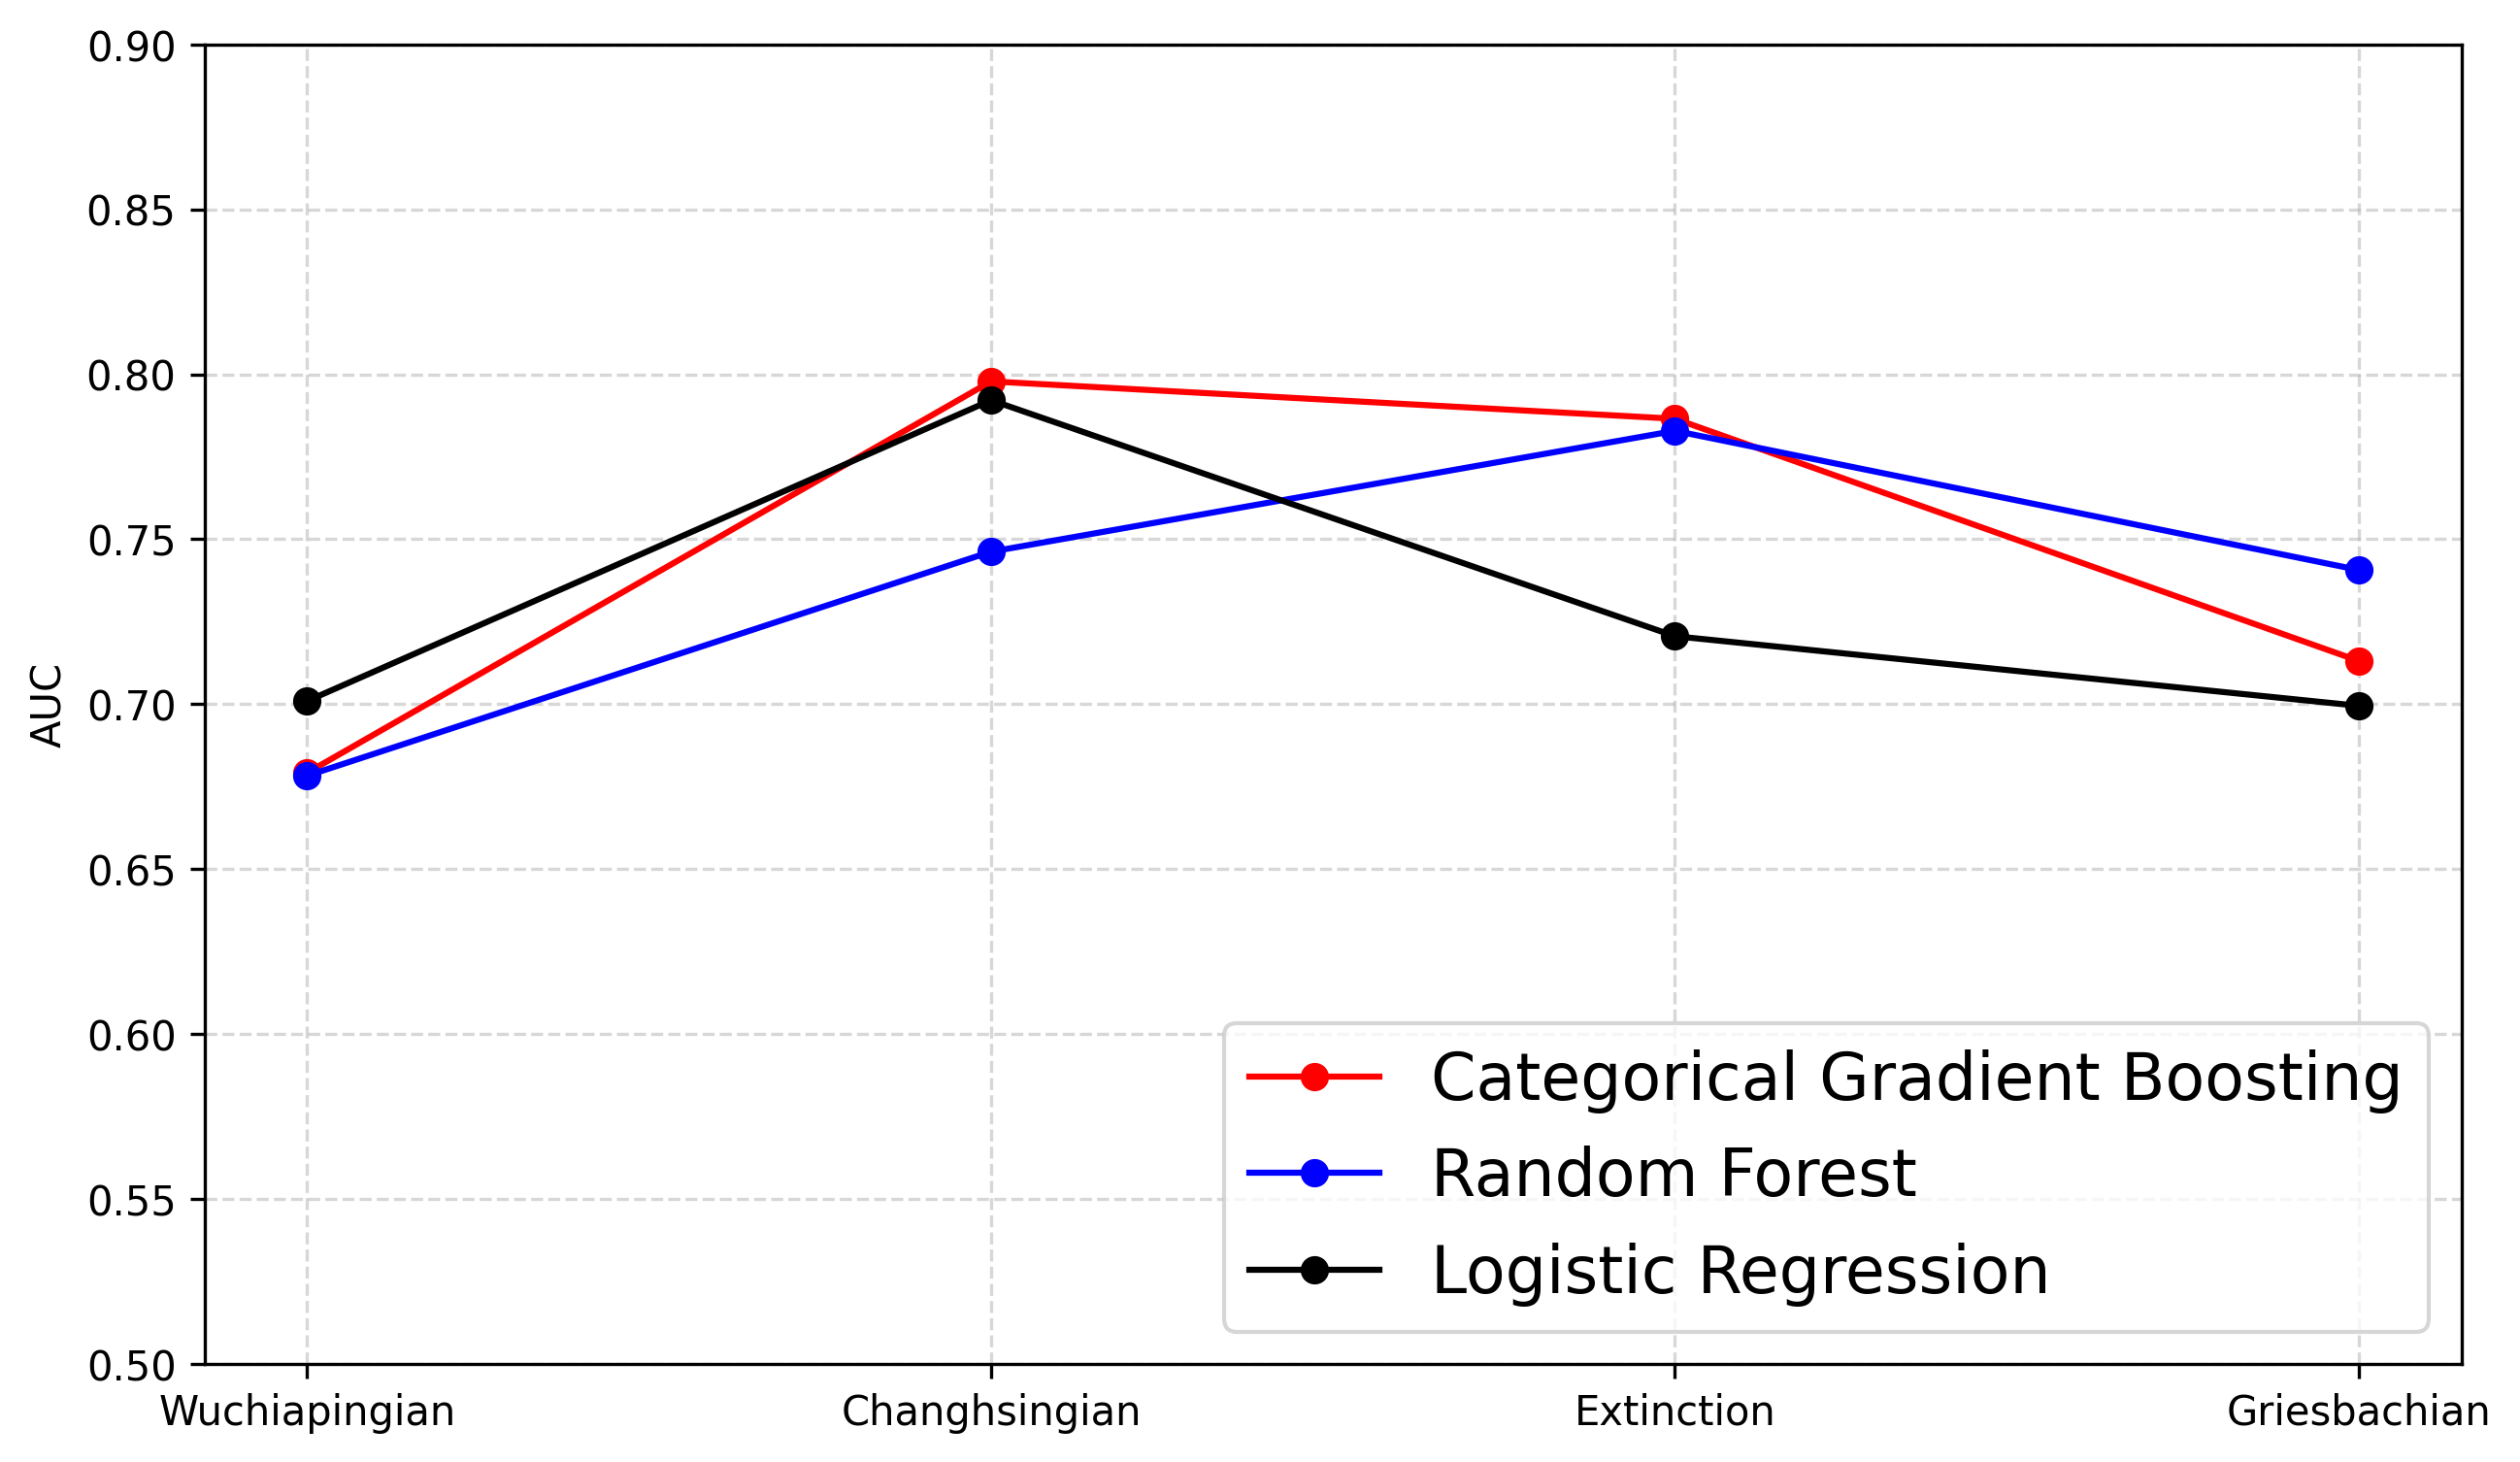 0.90
0.85
0.80
0.75
0.70
0.65
0.60
0.55
0.50
AUC
Wuchiapingian
Changhsingian
Extinction
Griesbachian
Categorical Gradient Boosting
Random Forest
Logistic Regression